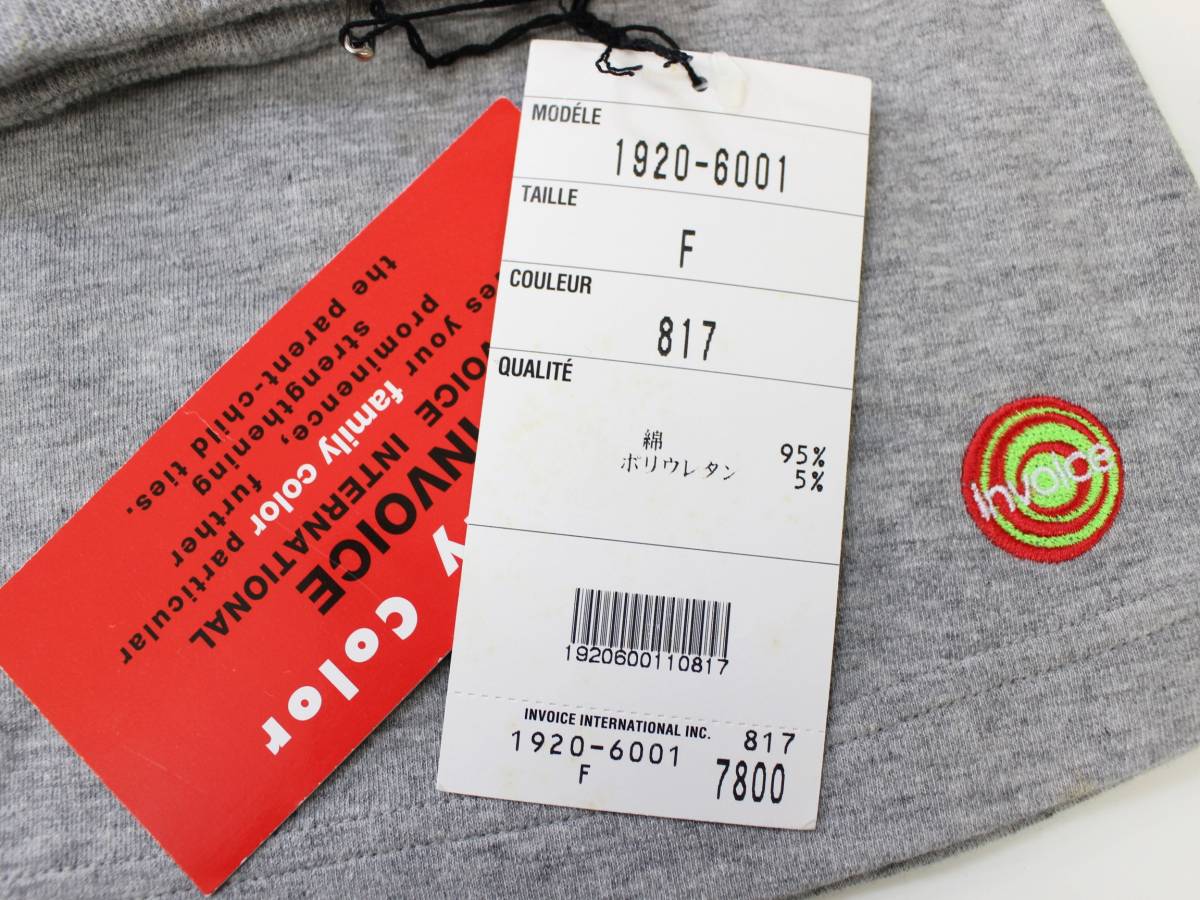 MODÉLE
1920-6001
TAILLE
F
COULEUR
817
QUALITÉ
綿 95%
ポリウレタン 5%
1920600110817
INVOICE INTERNATIONAL INC. 817
1920-6001
F 7800
Color
INVOICE
INTERNATIONAL
particular
your family color
prominence, further
strengthening
the parent-child ties.
invoice